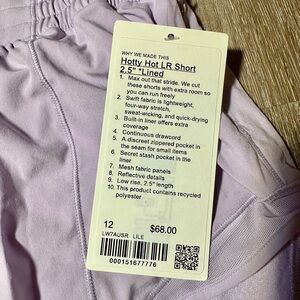 WHY WE MADE THIS
Hotty Hot LR Short
2.5" *Lined
1. Max out that stride. We cut
these shorts with extra room so
you can run freely
2. Swift fabric is lightweight,
four-way stretch,
sweat-wicking, and quick-drying
3. Built-in liner offers extra
coverage
4. Continuous drawcord
5. A discreet zippered pocket in
the seam for small items
6. Secret stash pocket in the
liner
7. Mesh fabric panels
8. Reflective details
9. Low rise, 2.5" length
10. This product contains recycled
polyester
12
$68.00
LW7AUSR LILE
000151677776